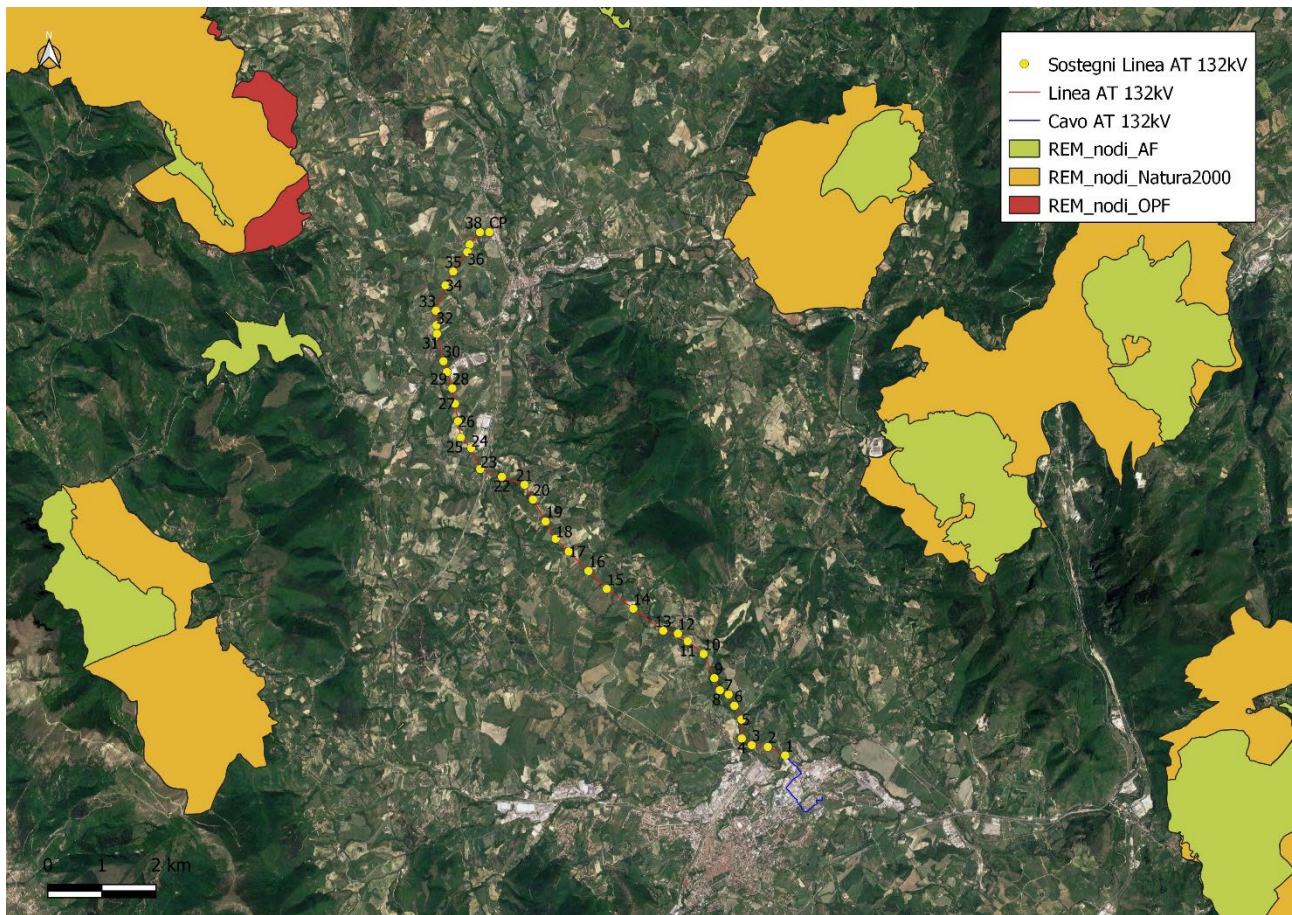 N
Sostegni Linea AT 132kV
Linea AT 132kV
Cavo AT 132kV
REM_nodi_AF
REM_nodi_Natura2000
REM_nodi_OPF
38 CP
36
35
34
33
32
31
30
29 28
27
26
25 24
23
22 21
20
19
18
17
16
15
14
13 12
11 10
9
8 7
6
5
4 3 2 1
0 1 2 km